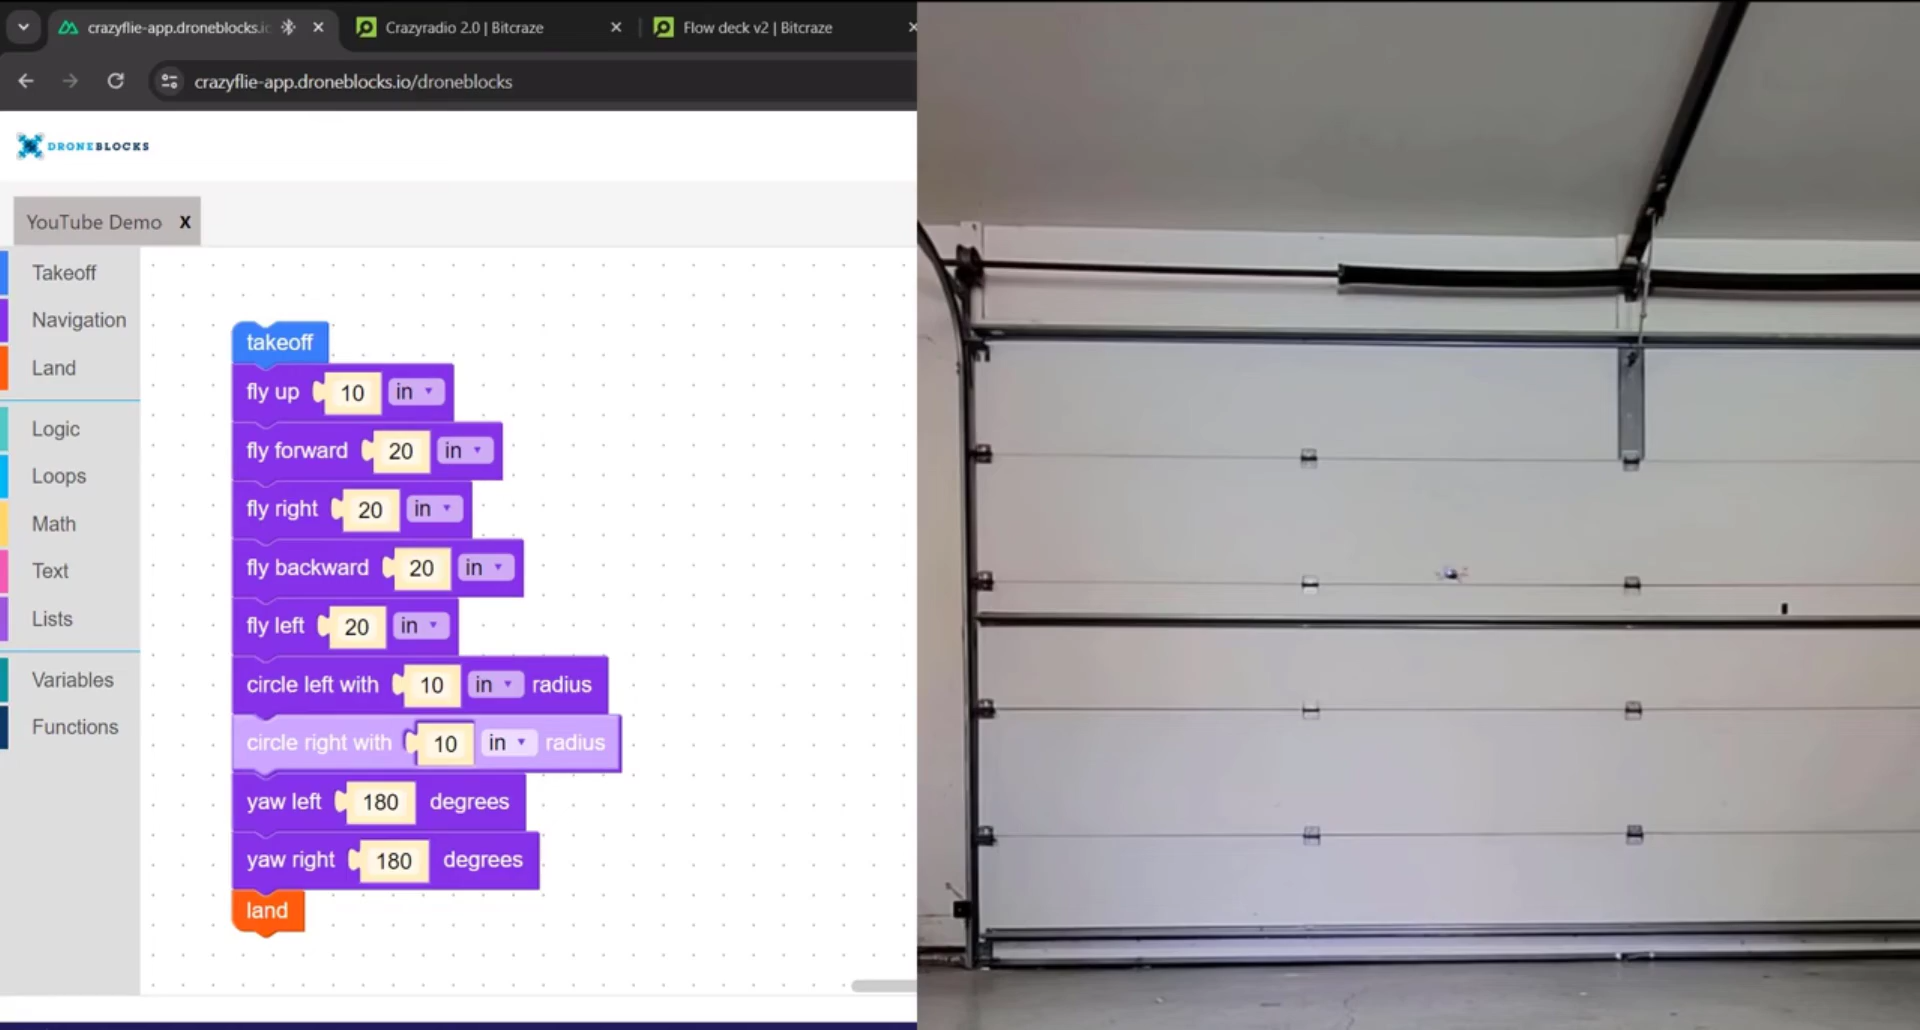 crazyflie-app.droneblocks.io
Crazyradio 2.0 | Bitcraze
Flow deck v2 | Bitcraze
crazyflie-app.droneblocks.io/droneblocks
DRONEBLOCKS
YouTube Demo X
Takeoff
Navigation
Land
Logic
Loops
Math
Text
Lists
Variables
Functions
takeoff
fly up 10 in
fly forward 20 in
fly right 20 in
fly backward 20 in
fly left 20 in
circle left with 10 in radius
circle right with 10 in radius
yaw left 180 degrees
yaw right 180 degrees
land